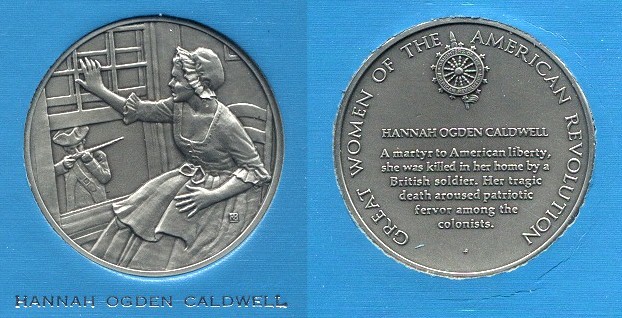 HANNAH OGDEN CALDWELL
GREAT WOMEN OF THE AMERICAN REVOLUTION
HANNAH OGDEN CALDWELL
A martyr to American liberty,
she was killed in her home by a
British soldier. Her tragic
death aroused patriotic
fervor among the
colonists.